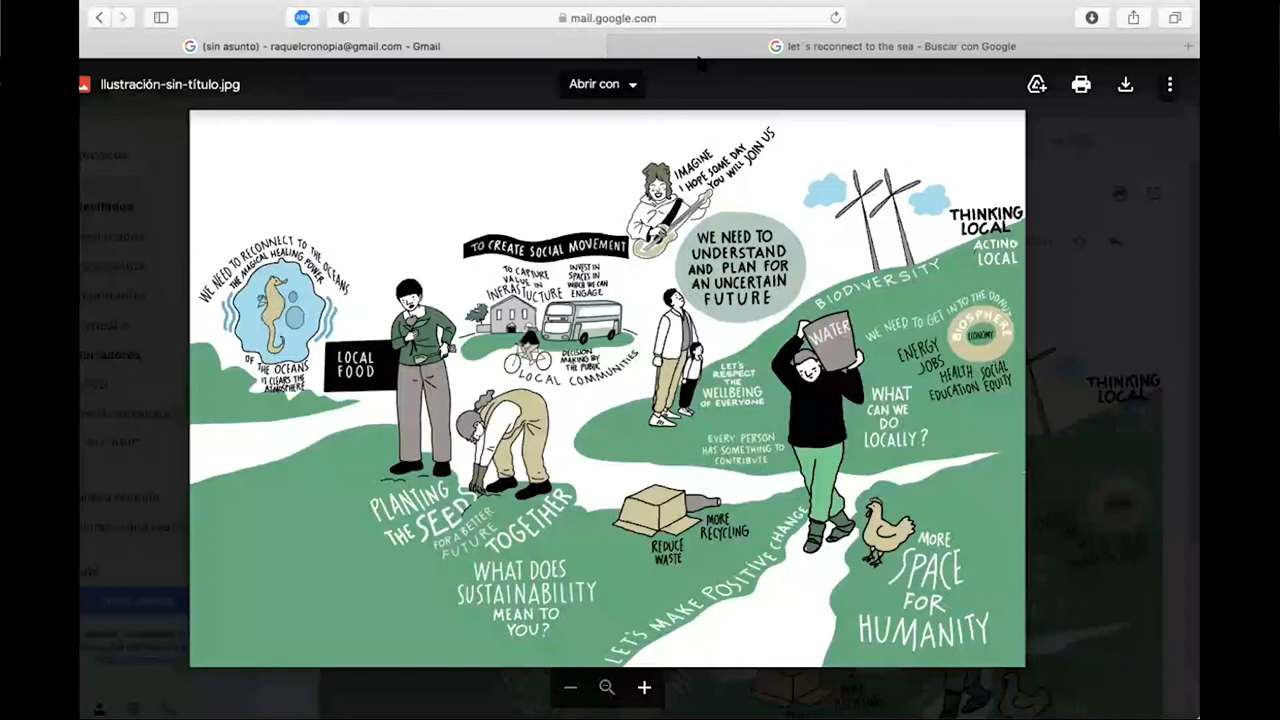 mail.google.com
(sin asunto) - raquelcronopia@gmail.com - Gmail
let´s reconnect to the sea - Buscar con Google
Ilustración-sin-título.jpg
Abrir con
IMAGINE
I HOPE SOME DAY
YOU WILL JOIN US
THINKING
LOCAL
ACTING
LOCAL
WE NEED TO RECONNECT TO THE OCEANS
THE MAGICAL HEALING POWER
OF THE OCEANS
IT CLEARS THE
ATMOSPHERE
TO CREATE SOCIAL MOVEMENT
TO CAPTURE
VALUE IN
INFRASTUCTURE
INVEST IN
SPACES IN
WHICH WE CAN
ENGAGE
DECISION
MAKING BY
THE PUBLIC
LOCAL COMMUNITIES
WE NEED TO
UNDERSTAND
AND PLAN FOR
AN UNCERTAIN
FUTURE
BIODIVERSITY
WATER
WE NEED TO GET INTO THE DONUT
BIOSPHERE
ECONOMY
ENERGY
JOBS
HEALTH SOCIAL
EDUCATION EQUITY
LOCAL
FOOD
LET'S
RESPECT
THE
WELLBEING
OF EVERYONE
WHAT
CAN WE
DO
LOCALLY?
EVERY PERSON
HAS SOMETHING TO
CONTRIBUTE
PLANTING
THE SEEDS
FOR A BETTER
FUTURE
TOGETHER
MORE
RECYCLING
REDUCE
WASTE
WHAT DOES
SUSTAINABILITY
MEAN TO
YOU?
LET'S MAKE POSITIVE CHANGE
MORE
SPACE
FOR
HUMANITY
THINKING
LOCAL